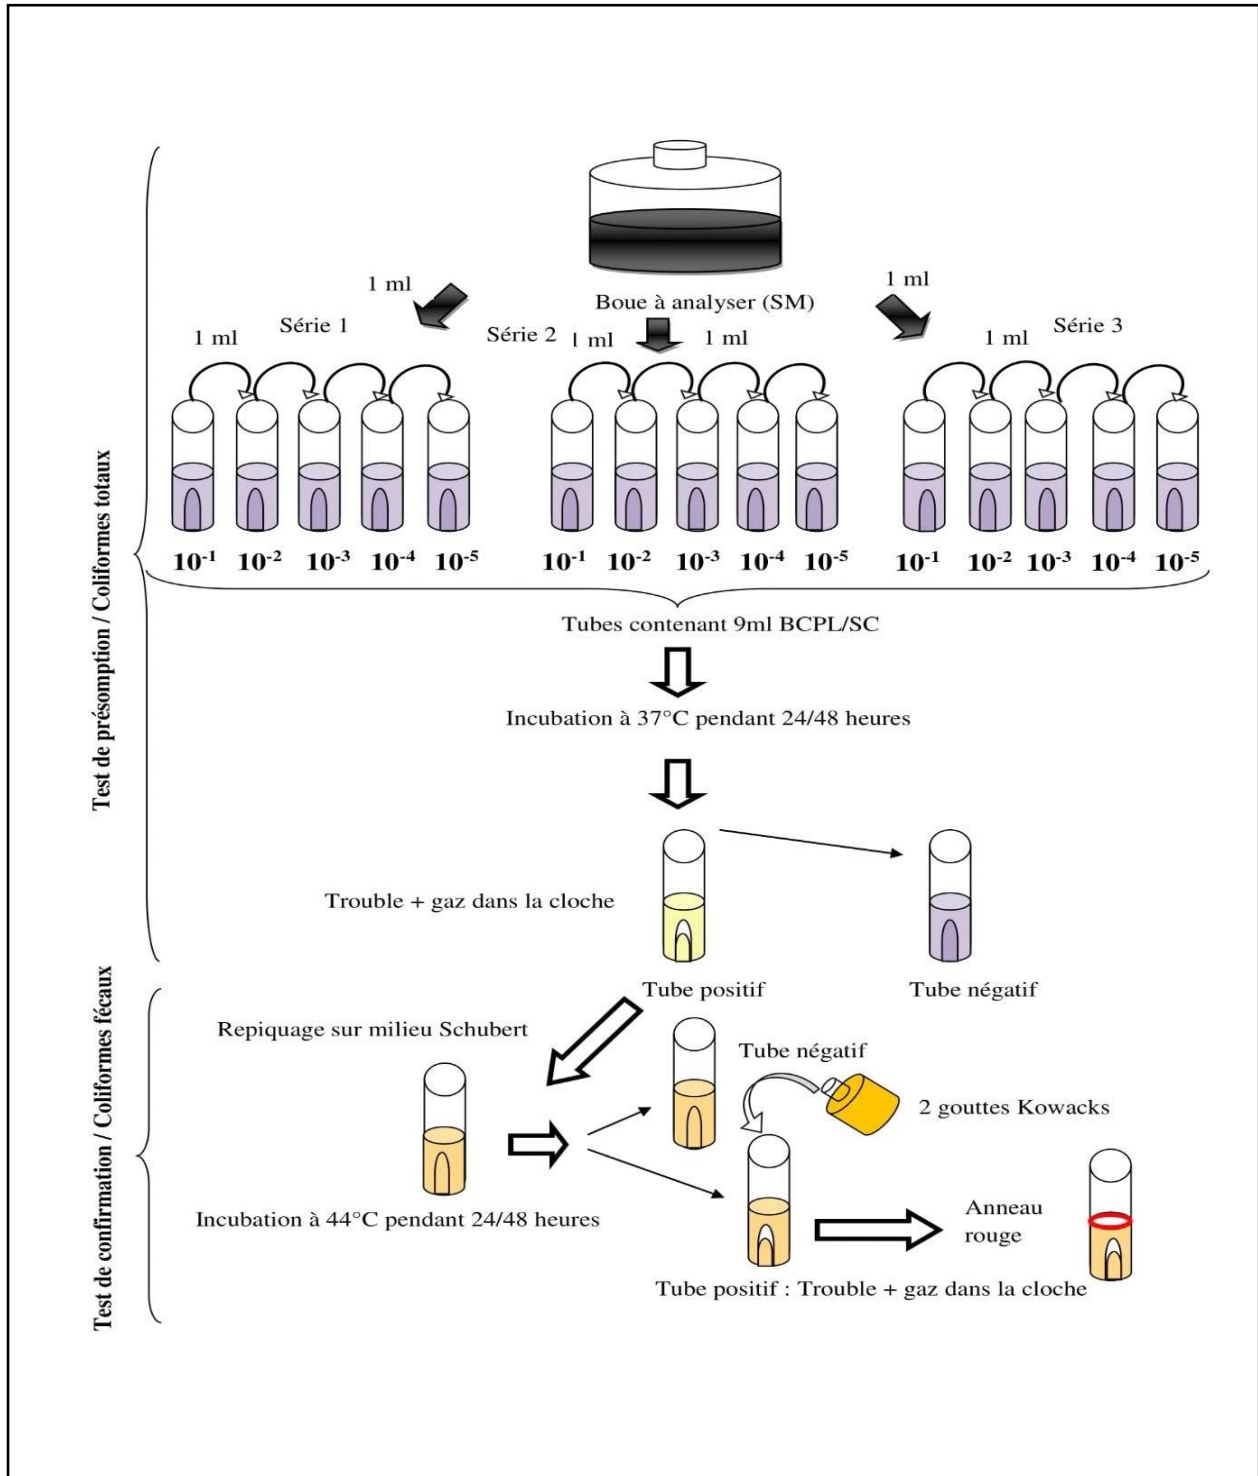 1 ml
1 ml
Boue à analyser (SM)
Série 1
Série 2
Série 3
1 ml
1 ml
1 ml
1 ml
10-1 10-2 10-3 10-4 10-5
10-1 10-2 10-3 10-4 10-5
10-1 10-2 10-3 10-4 10-5
Tubes contenant 9ml BCPL/SC
Incubation à 37°C pendant 24/48 heures
Test de présomption / Coliformes totaux
Trouble + gaz dans la cloche
Tube positif
Tube négatif
Test de confirmation / Coliformes fécaux
Repiquage sur milieu Schubert
Tube négatif
2 gouttes Kowacks
Incubation à 44°C pendant 24/48 heures
Anneau
rouge
Tube positif : Trouble + gaz dans la cloche